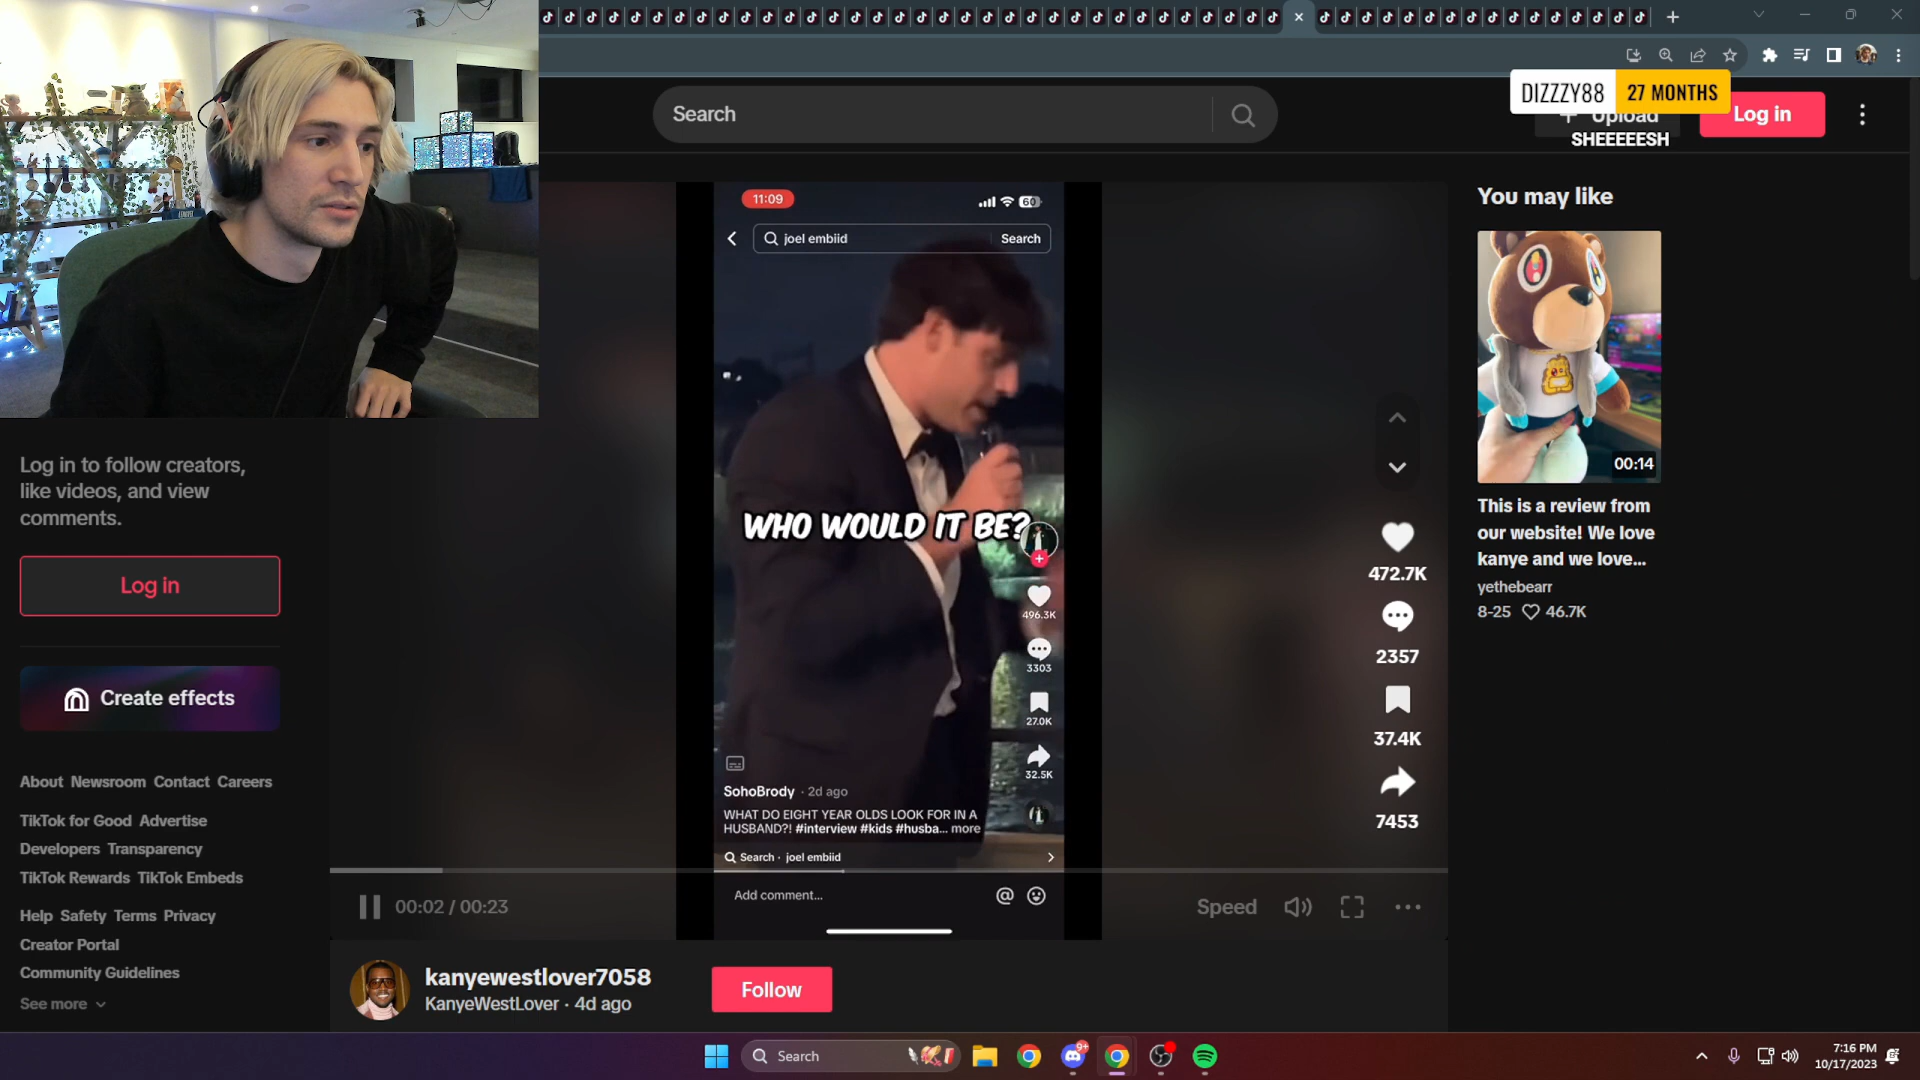 Search
DIZZZY88
27 MONTHS
Upload
SHEEEEESH
Log in
Log in to follow creators,
like videos, and view
comments.
Log in
Create effects
About Newsroom Contact Careers
TikTok for Good Advertise
Developers Transparency
TikTok Rewards TikTok Embeds
Help Safety Terms Privacy
Creator Portal
Community Guidelines
See more
11:09
60
joel embiid
Search
WHO WOULD IT BE?
496.3K
3303
27.0K
32.5K
SohoBrody · 2d ago
WHAT DO EIGHT YEAR OLDS LOOK FOR IN A
HUSBAND?! #interview #kids #husba... more
Search · joel embiid
Add comment...
472.7K
2357
37.4K
7453
00:02 / 00:23
Speed
kanyewestlover7058
KanyeWestLover · 4d ago
Follow
You may like
00:14
This is a review from
our website! We love
kanye and we love...
yethebearr
8-25 46.7K
Search
9+
7:16 PM
10/17/2023